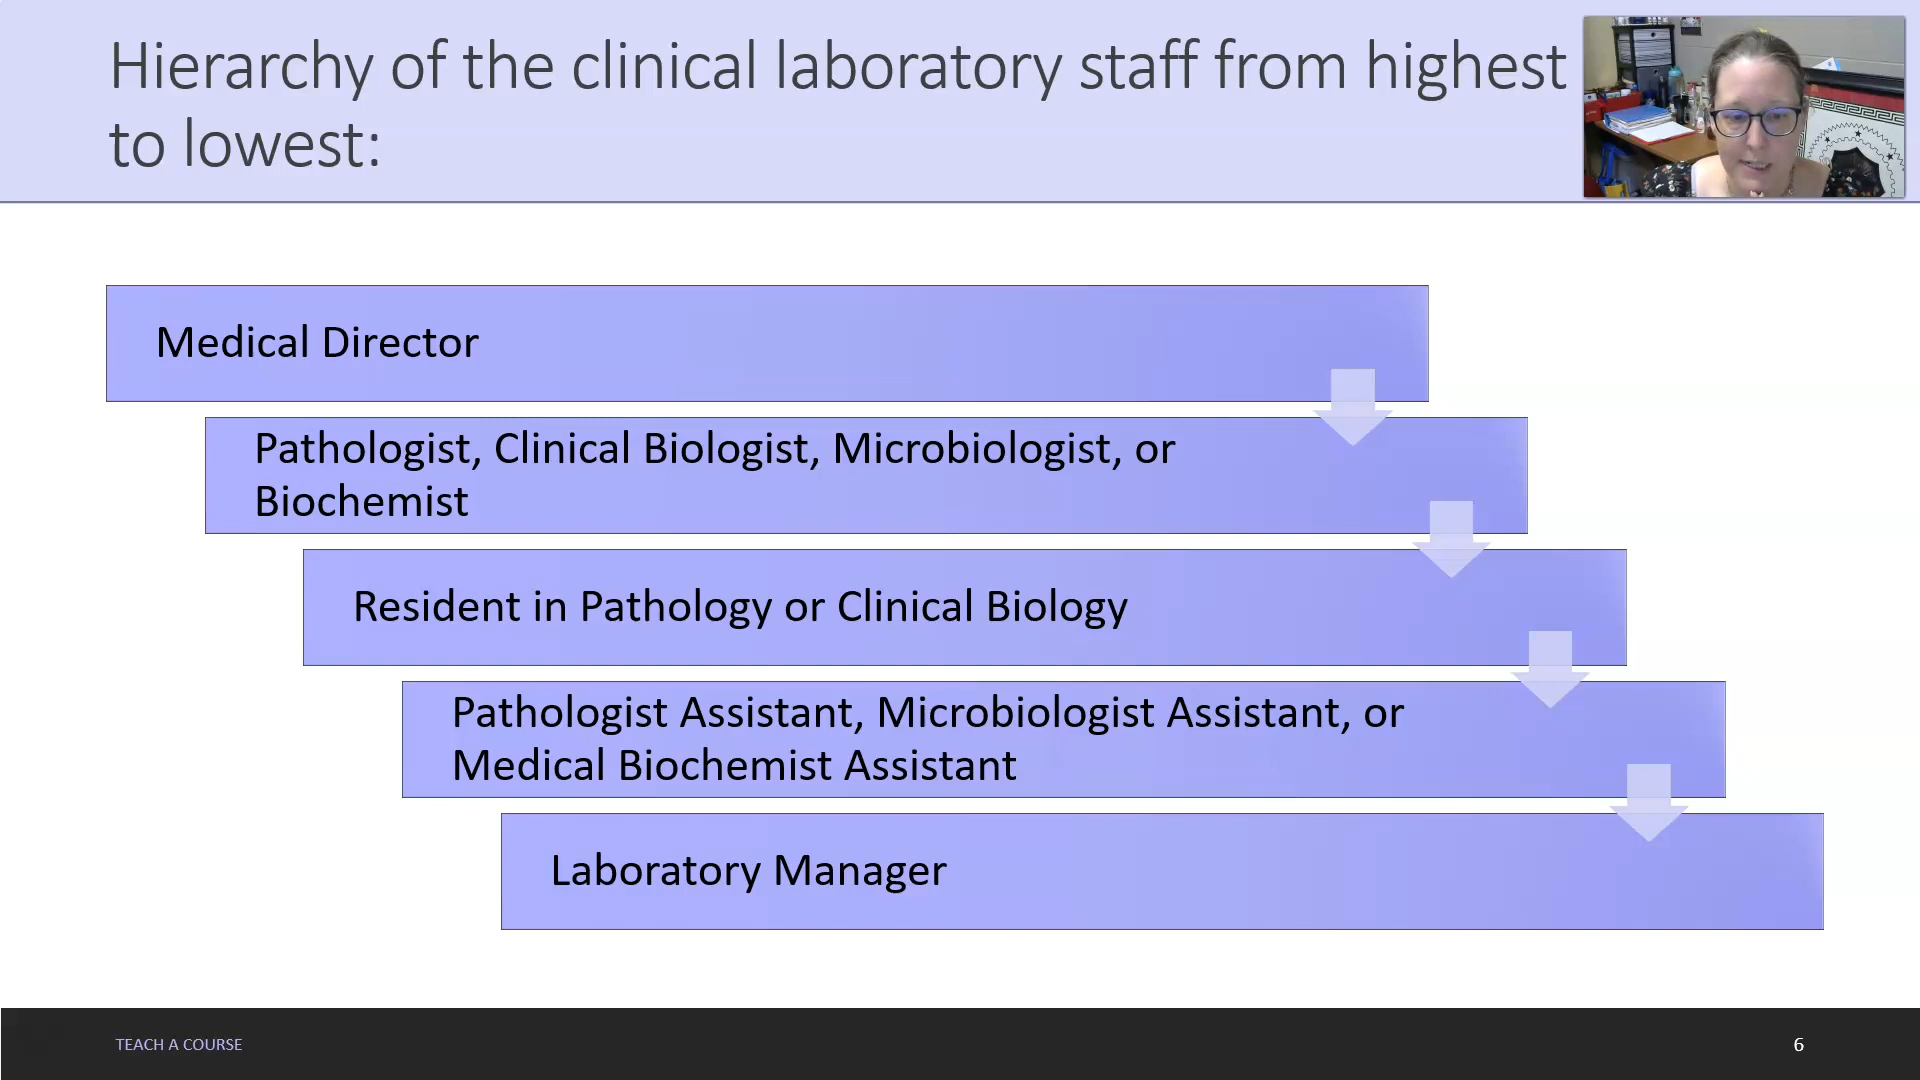 Hierarchy of the clinical laboratory staff from highest
to lowest:
Medical Director
Pathologist, Clinical Biologist, Microbiologist, or
Biochemist
Resident in Pathology or Clinical Biology
Pathologist Assistant, Microbiologist Assistant, or
Medical Biochemist Assistant
Laboratory Manager
TEACH A COURSE
6